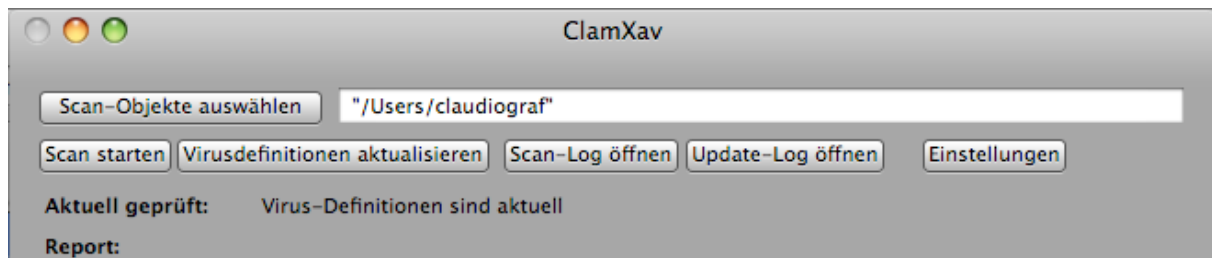 ClamXav
Scan-Objekte auswählen "/Users/claudiograf"
Scan starten Virusdefinitionen aktualisieren Scan-Log öffnen Update-Log öffnen Einstellungen
Aktuell geprüft: Virus-Definitionen sind aktuell
Report: